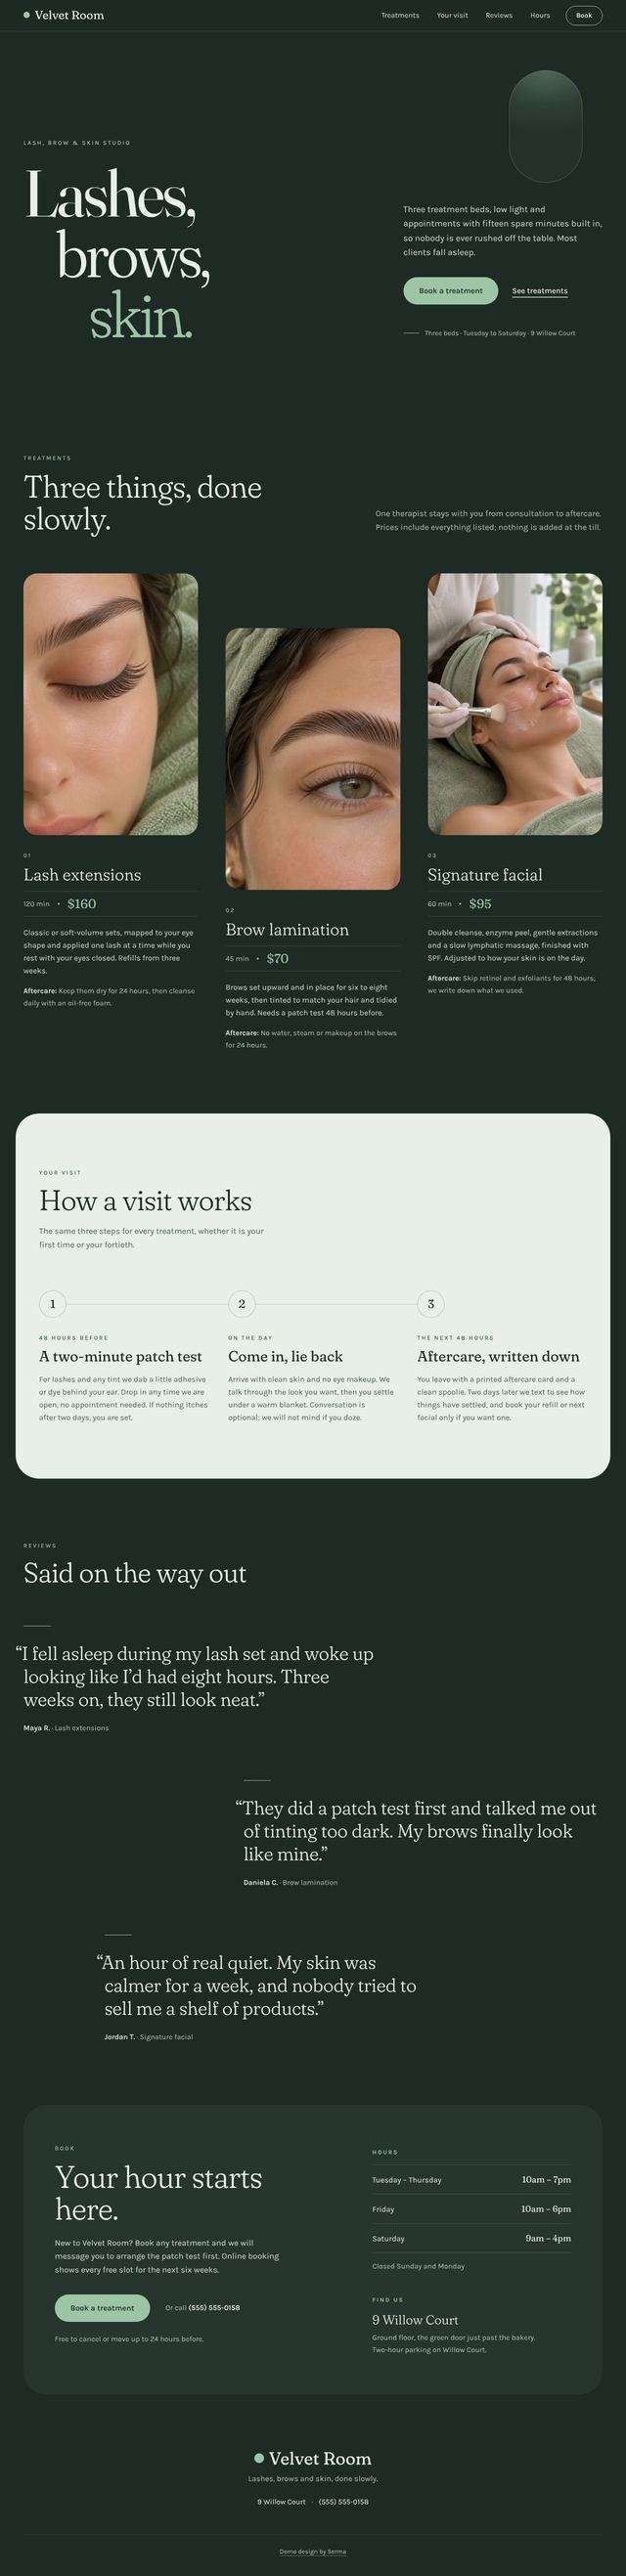 Velvet Room
Treatments
Your visit
Reviews
Hours
Book
LASH, BROW & SKIN STUDIO
Lashes,
brows,
skin.
Three treatment beds, low light and
appointments with fifteen spare minutes built in,
so nobody is ever rushed off the table. Most
clients fall asleep.
Book a treatment
See treatments
Three beds · Tuesday to Saturday · 9 Willow Court
TREATMENTS
Three things, done
slowly.
One therapist stays with you from consultation to aftercare.
Prices include everything listed; nothing is added at the till.
01
Lash extensions
120 min • $160
Classic or soft-volume sets, mapped to your eye
shape and applied one lash at a time while you
rest with your eyes closed. Refills from three
weeks.
Aftercare: Keep them dry for 24 hours, then cleanse
daily with an oil-free foam.
02
Brow lamination
45 min • $70
Brows set upward and in place for six to eight
weeks, then tinted to match your hair and tidied
by hand. Needs a patch test 48 hours before.
Aftercare: No water, steam or makeup on the brows
for 24 hours.
03
Signature facial
60 min • $95
Double cleanse, enzyme peel, gentle extractions
and a slow lymphatic massage, finished with
SPF. Adjusted to how your skin is on the day.
Aftercare: Skip retinol and exfoliants for 48 hours;
we write down what we used.
YOUR VISIT
How a visit works
The same three steps for every treatment, whether it is your
first time or your fortieth.
1
48 HOURS BEFORE
A two-minute patch test
For lashes and any tint we dab a little adhesive
or dye behind your ear. Drop in any time we are
open, no appointment needed. If nothing itches
after two days, you are set.
2
ON THE DAY
Come in, lie back
Arrive with clean skin and no eye makeup. We
talk through the look you want, then you settle
under a warm blanket. Conversation is
optional; we will not mind if you doze.
3
THE NEXT 48 HOURS
Aftercare, written down
You leave with a printed aftercare card and a
clean spoolie. Two days later we text to see how
things have settled, and book your refill or next
facial only if you want one.
REVIEWS
Said on the way out
“I fell asleep during my lash set and woke up
looking like I’d had eight hours. Three
weeks on, they still look neat.”
Maya R. · Lash extensions
“They did a patch test first and talked me out
of tinting too dark. My brows finally look
like mine.”
Daniela C. · Brow lamination
“An hour of real quiet. My skin was
calmer for a week, and nobody tried to
sell me a shelf of products.”
Jordan T. · Signature facial
BOOK
Your hour starts
here.
New to Velvet Room? Book any treatment and we will
message you to arrange the patch test first. Online booking
shows every free slot for the next six weeks.
Book a treatment
Or call (555) 555-0158
Free to cancel or move up to 24 hours before.
HOURS
Tuesday – Thursday 10am – 7pm
Friday 10am – 6pm
Saturday 9am – 4pm
Closed Sunday and Monday
FIND US
9 Willow Court
Ground floor, the green door just past the bakery.
Two-hour parking on Willow Court.
Velvet Room
Lashes, brows and skin, done slowly.
9 Willow Court · (555) 555-0158
Demo design by Serma